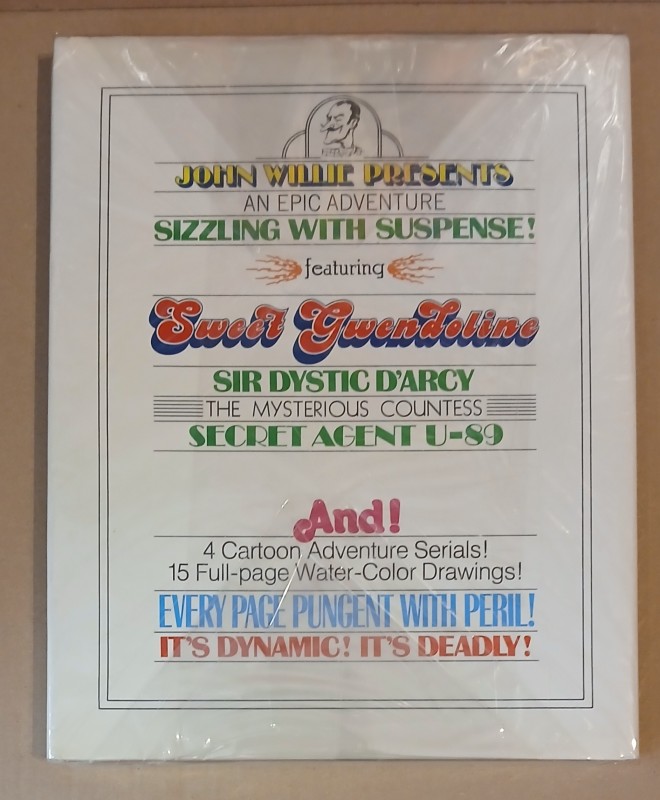 JOHN WILLIE PRESENTS
AN EPIC ADVENTURE
SIZZLING WITH SUSPENSE!
featuring
Sweet Gwendoline
SIR DYSTIC D'ARCY
THE MYSTERIOUS COUNTESS
SECRET AGENT U-89
And!
4 Cartoon Adventure Serials!
15 Full-page Water-Color Drawings!
EVERY PAGE PUNGENT WITH PERIL!
IT'S DYNAMIC! IT'S DEADLY!